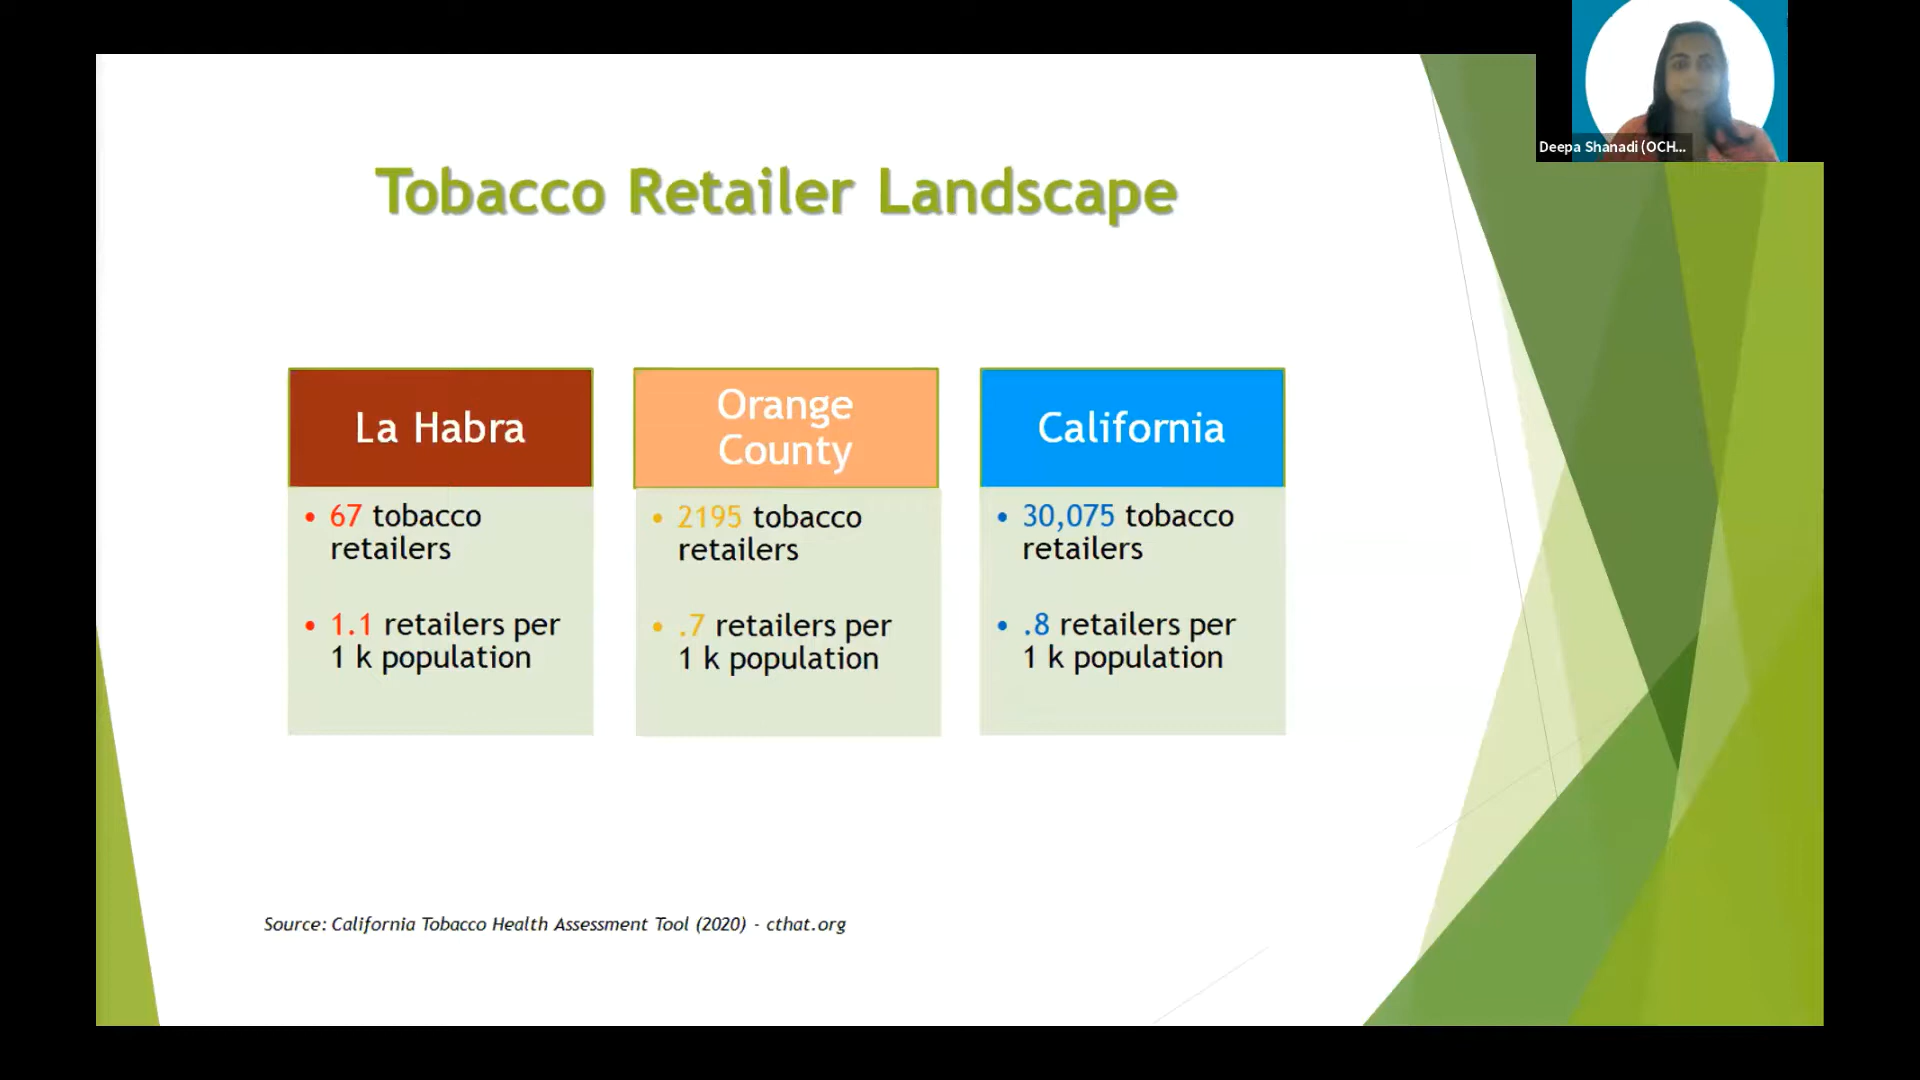 Deepa Shanadi (OCH...
Tobacco Retailer Landscape
La Habra
• 67 tobacco
retailers
• 1.1 retailers per
1 k population
Orange
County
• 2195 tobacco
retailers
• .7 retailers per
1 k population
California
• 30,075 tobacco
retailers
• .8 retailers per
1 k population
Source: California Tobacco Health Assessment Tool (2020) - cthat.org